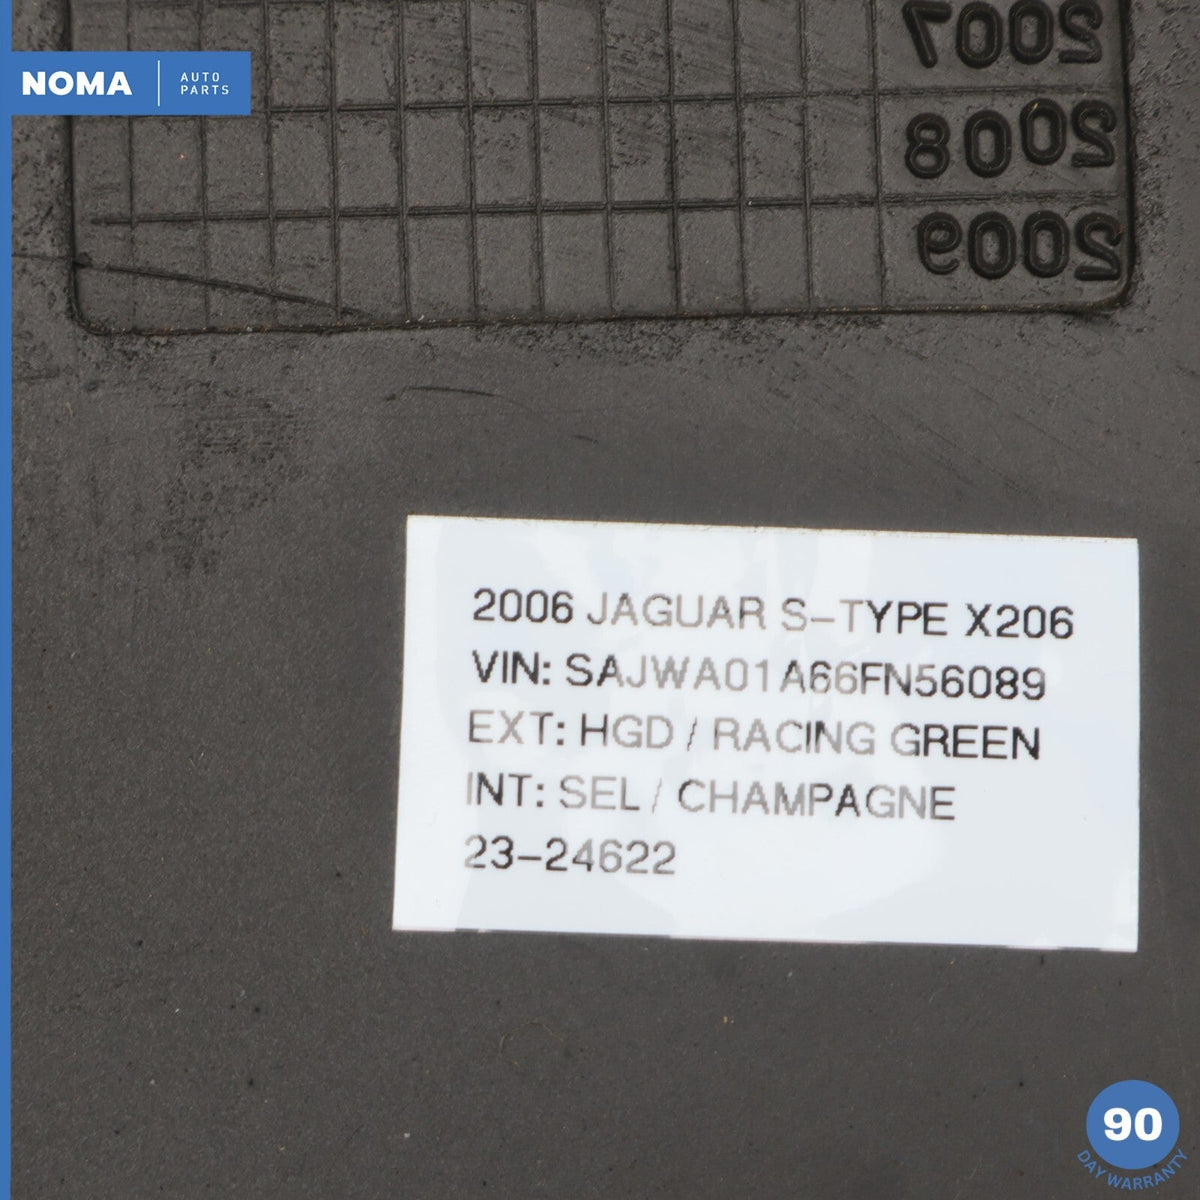 NOMA
AUTO
PARTS
2007
2008
2009
2006 JAGUAR S-TYPE X206
VIN: SAJWA01A66FN56089
EXT: HGD / RACING GREEN
INT: SEL / CHAMPAGNE
23-24622
90
DAY WARRANTY